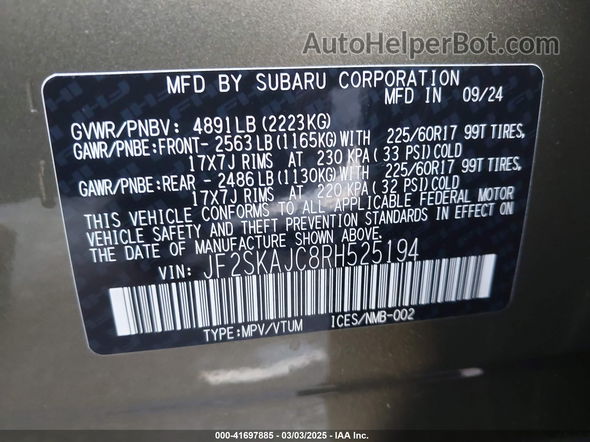 AutoHelperBot.com
MFD BY SUBARU CORPORATION
MFD IN 09/24
GVWR/PNBV: 4891LB(2223KG)
GAWR/PNBE:FRONT- 2563LB(1165KG)WITH 225/60R17 99T TIRES,
17X7J RIMS AT 230 KPA(33 PSI)COLD
GAWR/PNBE:REAR - 2486LB(1130KG)WITH 225/60R17 99T TIRES,
17X7J RIMS AT 220 KPA(32 PSI)COLD
THIS VEHICLE CONFORMS TO ALL APPLICABLE FEDERAL MOTOR
VEHICLE SAFETY AND THEFT PREVENTION STANDARDS IN EFFECT ON
THE DATE OF MANUFACTURE SHOWN ABOVE.
VIN: JF2SKAJC8RH525194
TYPE:MPV/VTUM ICES/NMB-002
000-41697885 - 03/03/2025 - IAA Inc.